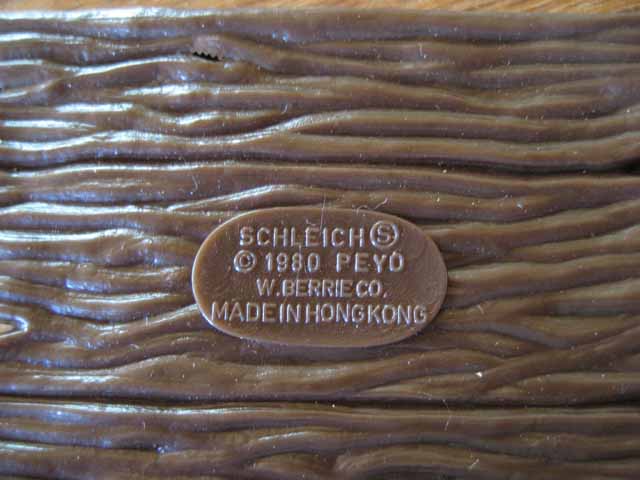 SCHLEICH Ⓢ
© 1980 PEYO
W. BERRIE CO.
MADE IN HONG KONG